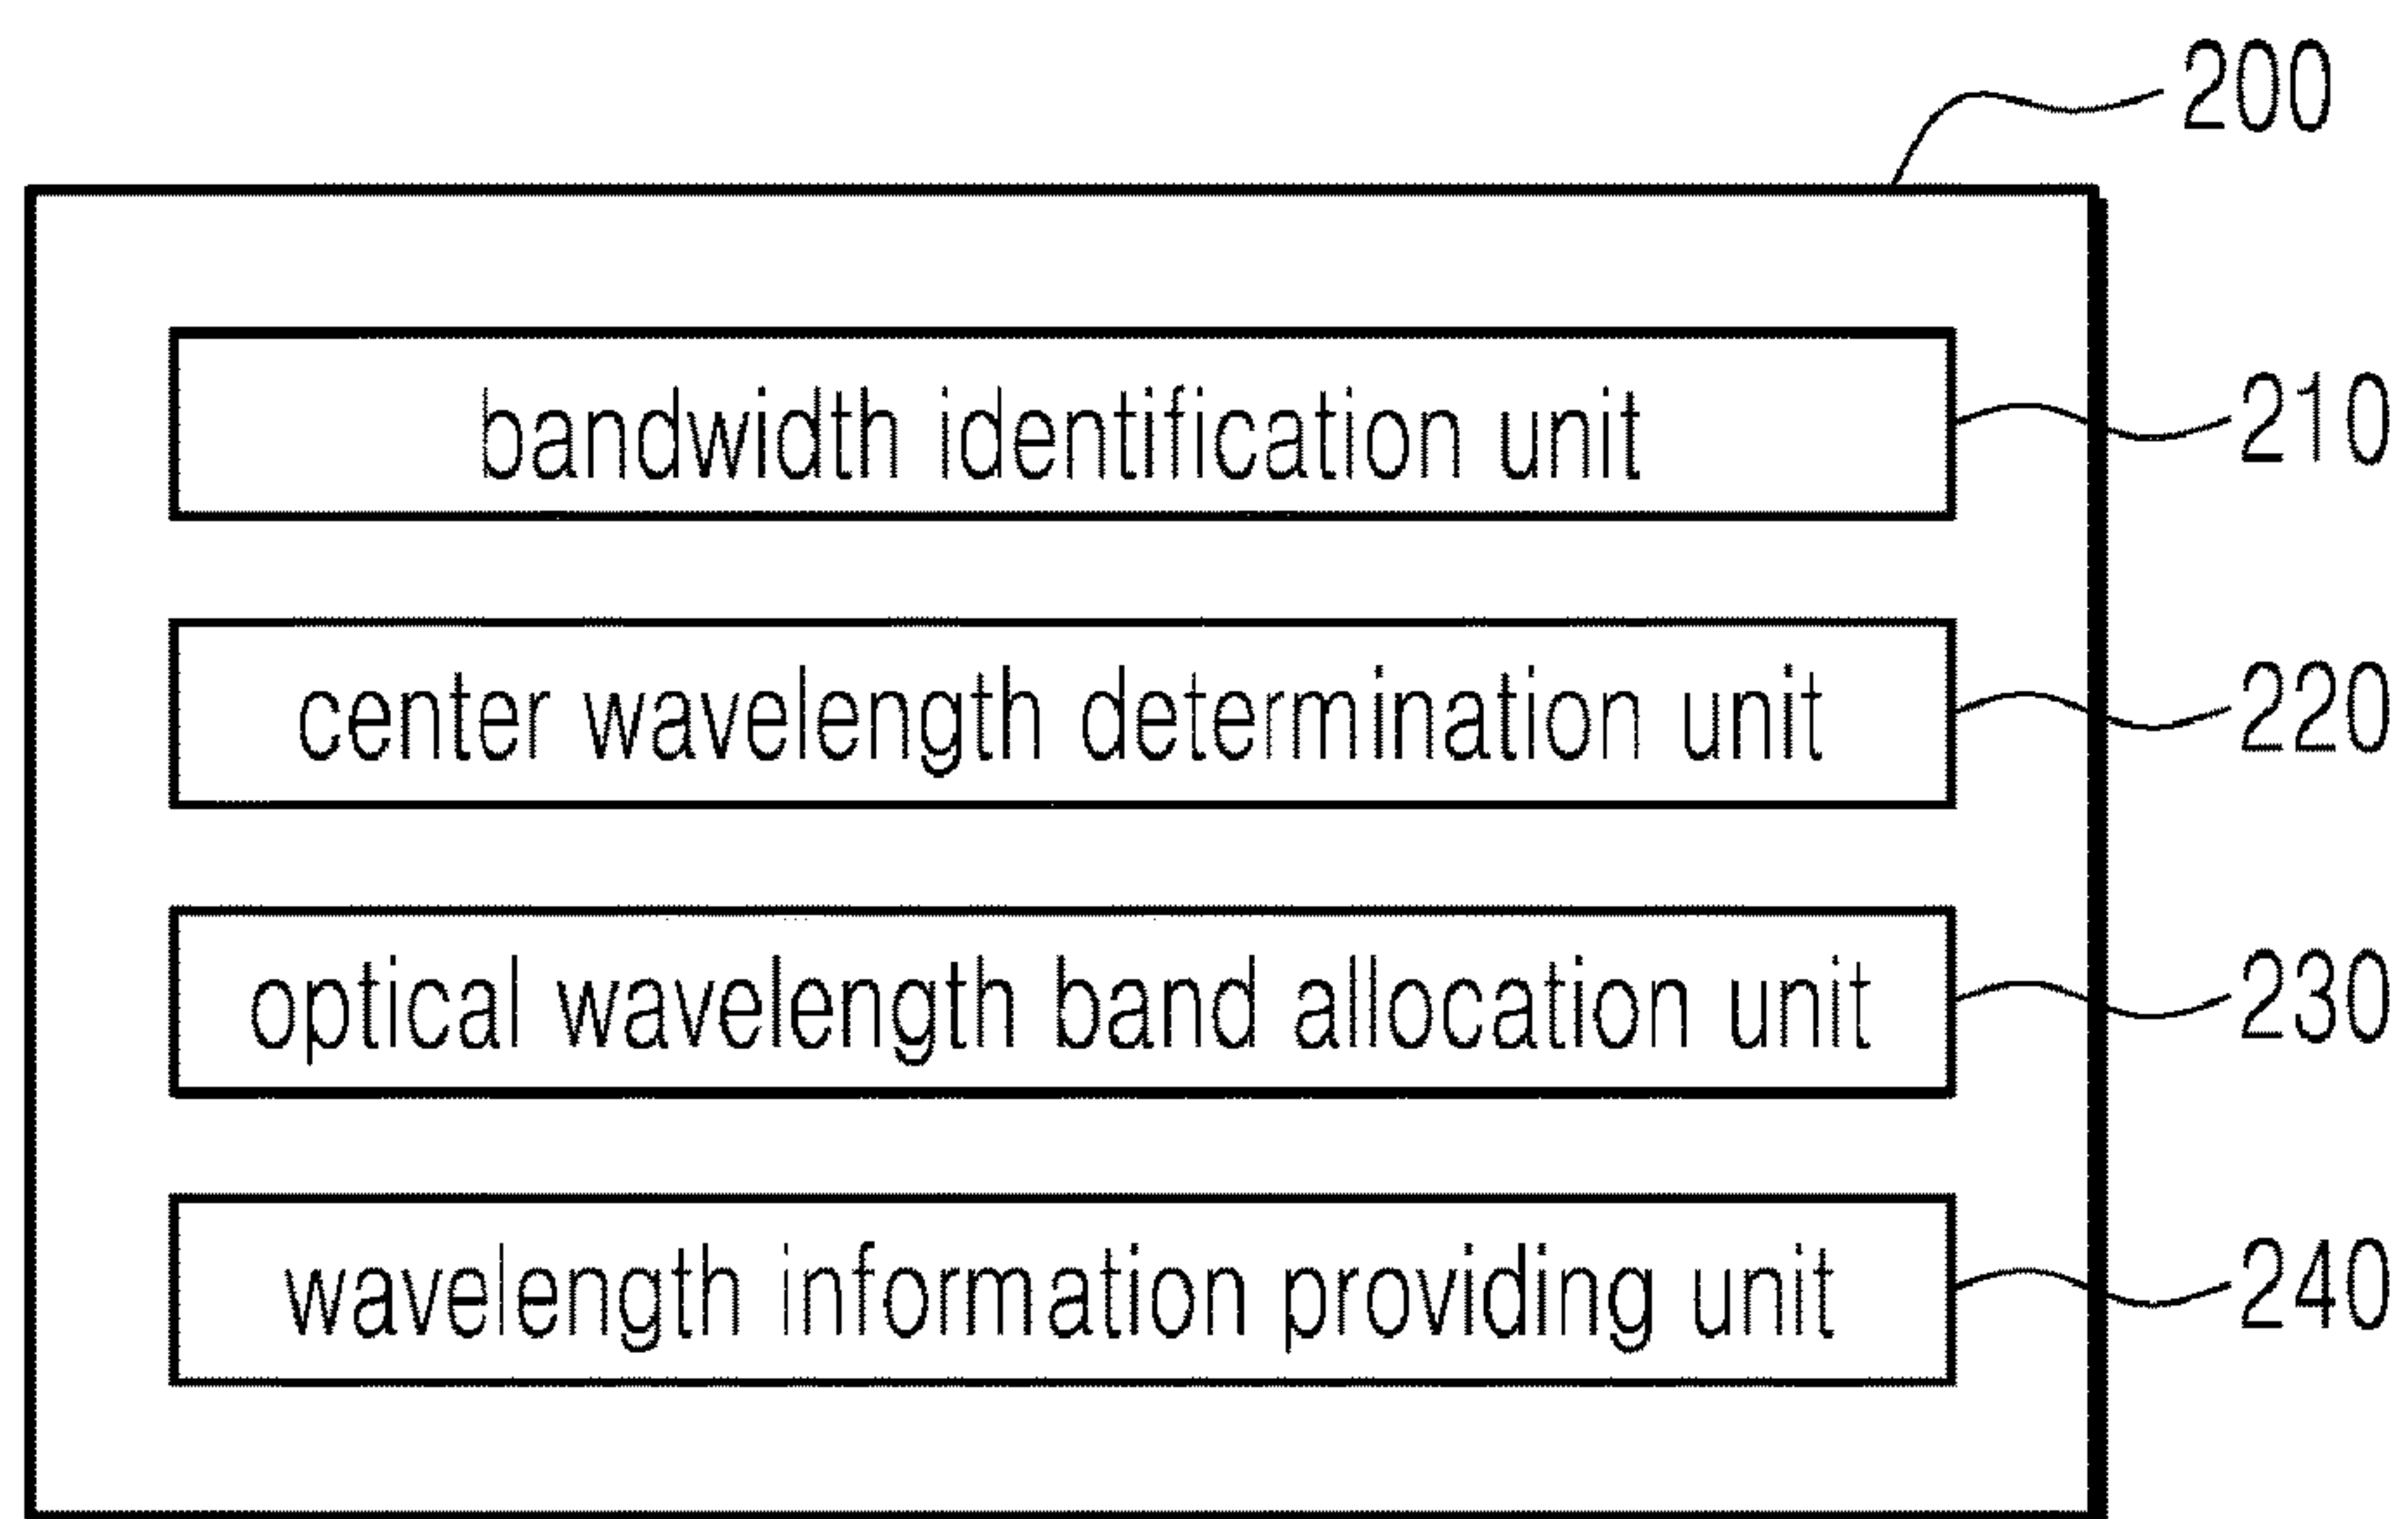 200
bandwidth identification unit 210
center wavelength determination unit 220
optical wavelength band allocation unit 230
wavelength information providing unit 240